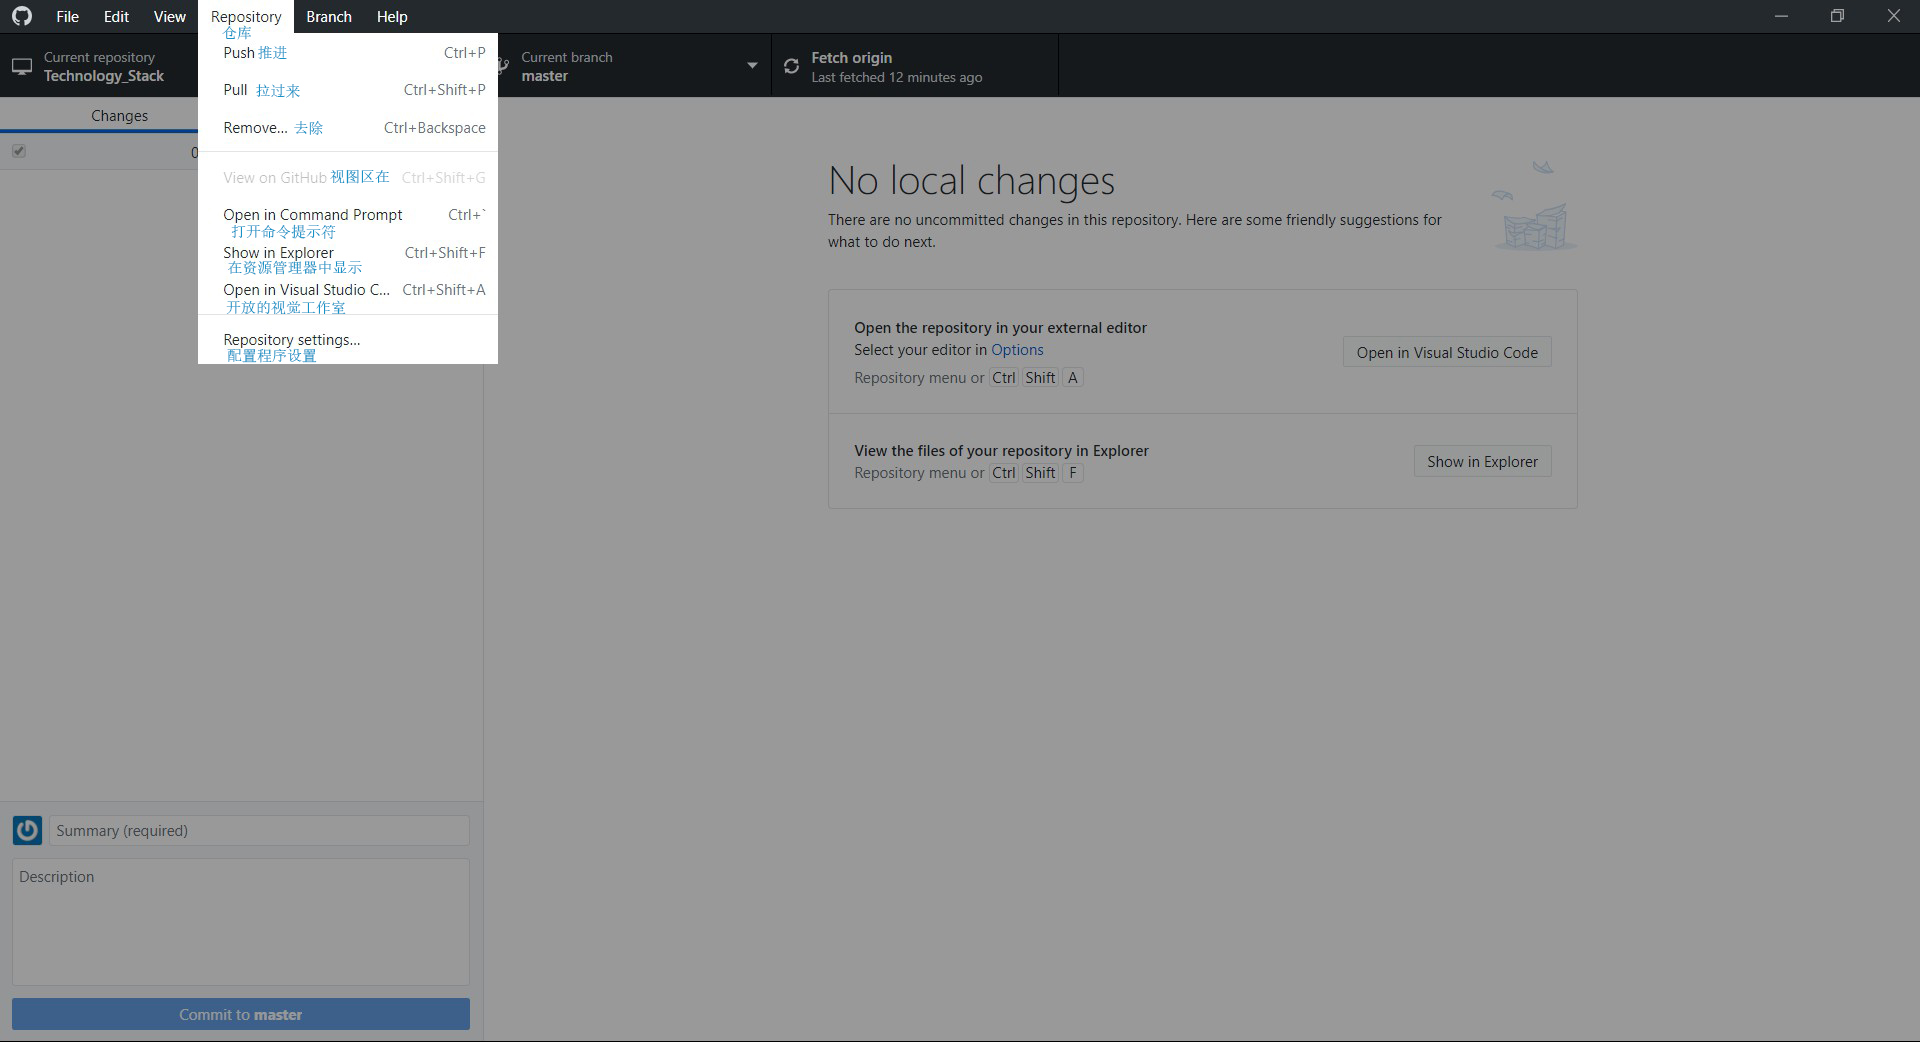 File Edit View Repository Branch Help
仓库
Current repository
Technology_Stack
Current branch
master
Fetch origin
Last fetched 12 minutes ago
Push 推进 Ctrl+P
Pull 拉过来 Ctrl+Shift+P
Remove... 去除 Ctrl+Backspace
View on GitHub 视图区在 Ctrl+Shift+G
Open in Command Prompt Ctrl+`
打开命令提示符
Show in Explorer Ctrl+Shift+F
在资源管理器中显示
Open in Visual Studio C... Ctrl+Shift+A
开放的视觉工作室
Repository settings...
配置程序设置
Changes
0
No local changes
There are no uncommitted changes in this repository. Here are some friendly suggestions for
what to do next.
Open the repository in your external editor
Select your editor in Options
Repository menu or Ctrl Shift A
Open in Visual Studio Code
View the files of your repository in Explorer
Repository menu or Ctrl Shift F
Show in Explorer
Summary (required)
Description
Commit to master